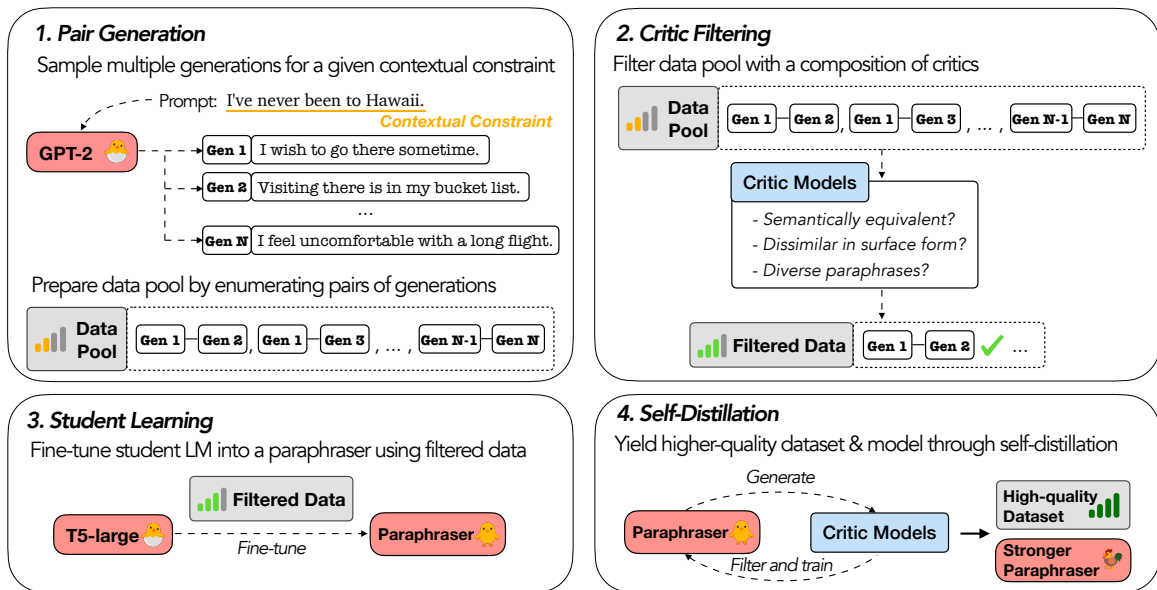 1. Pair Generation
Sample multiple generations for a given contextual constraint
Prompt: I've never been to Hawaii.
Contextual Constraint
GPT-2
Gen 1 I wish to go there sometime.
Gen 2 Visiting there is in my bucket list.
...
Gen N I feel uncomfortable with a long flight.
Prepare data pool by enumerating pairs of generations
Data Pool
Gen 1 Gen 2 , Gen 1 Gen 3 , ... , Gen N-1 Gen N
2. Critic Filtering
Filter data pool with a composition of critics
Data Pool
Gen 1 Gen 2 , Gen 1 Gen 3 , ... , Gen N-1 Gen N
Critic Models
- Semantically equivalent?
- Dissimilar in surface form?
- Diverse paraphrases?
Filtered Data Gen 1 Gen 2 ...
3. Student Learning
Fine-tune student LM into a paraphraser using filtered data
Filtered Data
T5-large Fine-tune Paraphraser
4. Self-Distillation
Yield higher-quality dataset & model through self-distillation
Generate
Paraphraser Critic Models
Filter and train
High-quality
Dataset
Stronger
Paraphraser